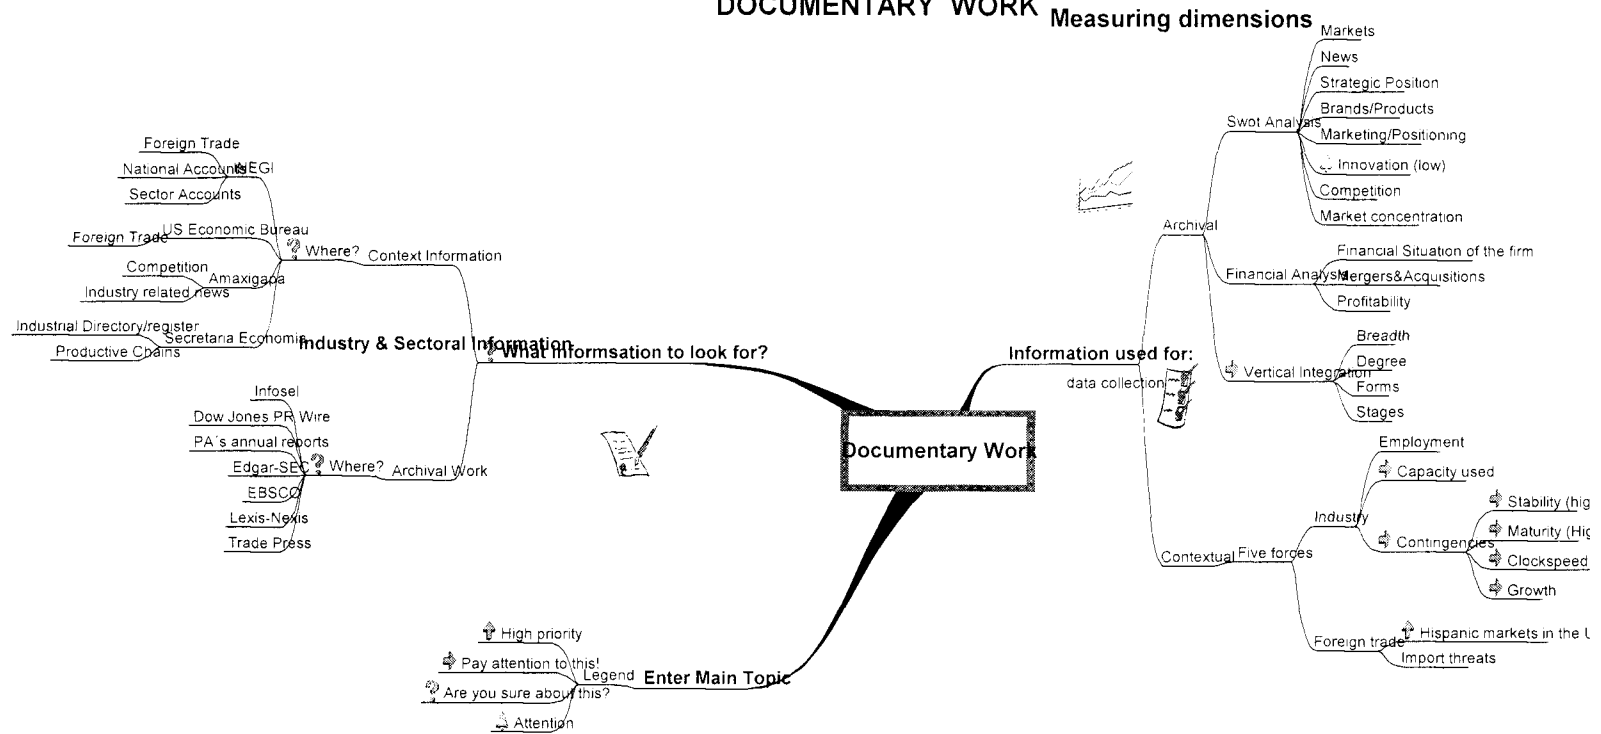 DOCUMENTARY WORK
Measuring dimensions
Foreign Trade
National Accounts
Sector Accounts
INEGI
Foreign Trade
US Economic Bureau
Competition
Industry related news
Amaxigapa
Industrial Directory/register
Productive Chains
Secretaria Economia
Where?
Context Information
Industry & Sectoral Information
What informsation to look for?
Infosel
Dow Jones PR Wire
PA´s annual reports
Edgar-SEC
EBSCO
Lexis-Nexis
Trade Press
Where?
Archival Work
Documentary Work
High priority
Pay attention to this!
Are you sure about this?
Attention
Legend
Enter Main Topic
Information used for:
data collection
Archival
Swot Analysis
Markets
News
Strategic Position
Brands/Products
Marketing/Positioning
Innovation (low)
Competition
Market concentration
Financial Analysis
Financial Situation of the firm
Mergers&Acquisitions
Profitability
Vertical Integration
Breadth
Degree
Forms
Stages
Contextual
Five forces
Industry
Employment
Capacity used
Contingencies
Stability (hig
Maturity (Hig
Clockspeed
Growth
Foreign trade
Hispanic markets in the U
Import threats